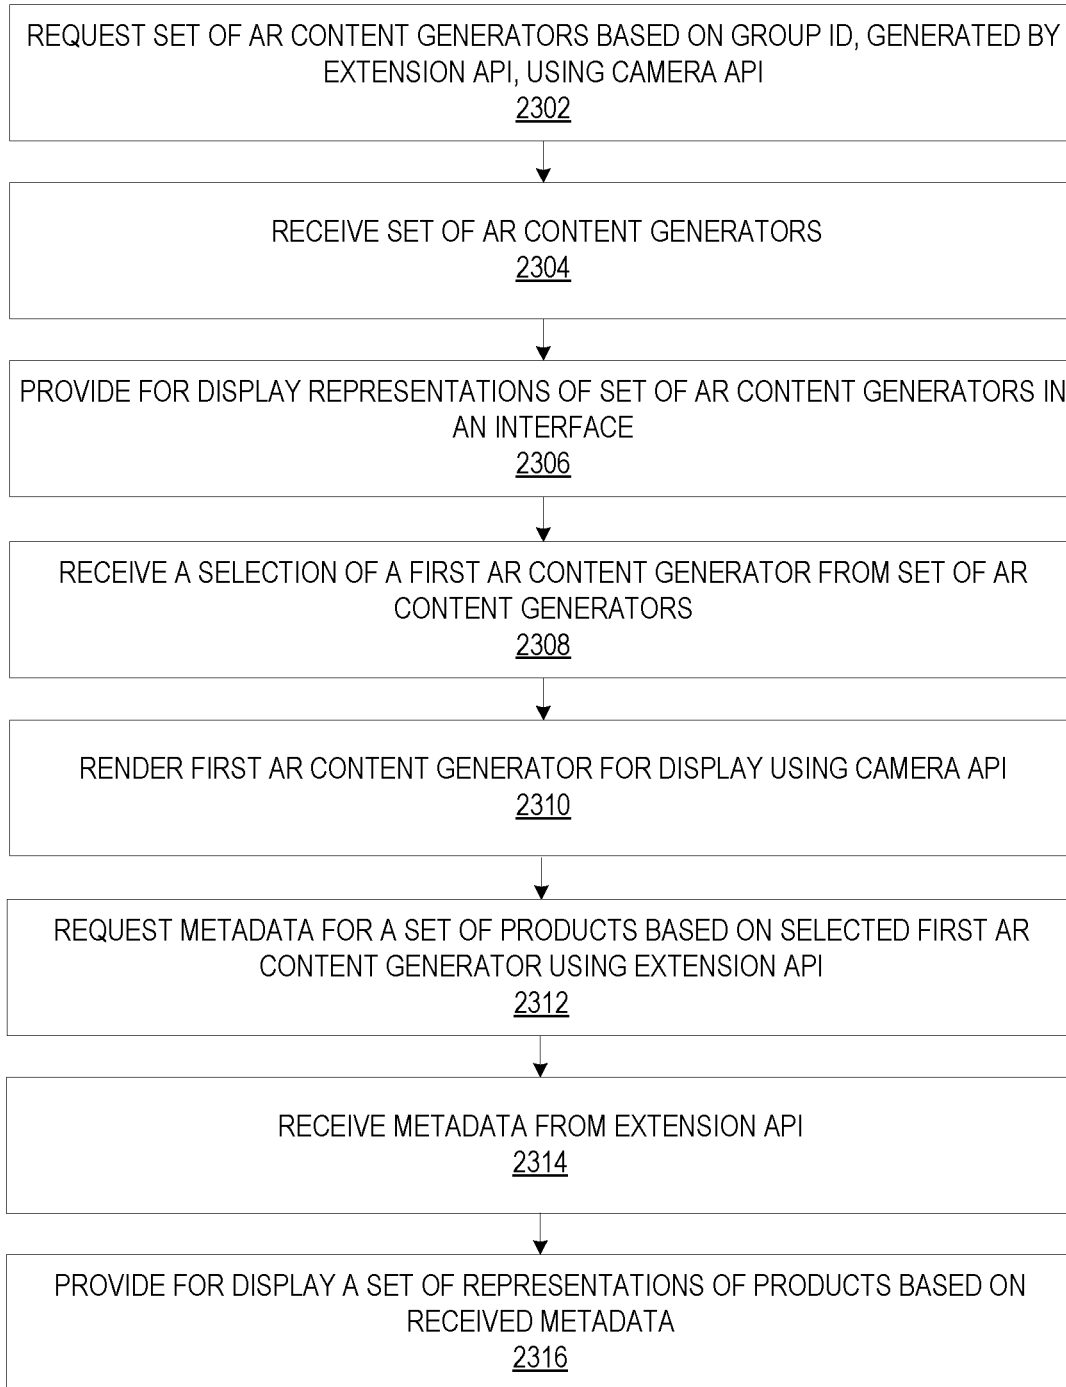 REQUEST SET OF AR CONTENT GENERATORS BASED ON GROUP ID, GENERATED BY
EXTENSION API, USING CAMERA API
2302
RECEIVE SET OF AR CONTENT GENERATORS
2304
PROVIDE FOR DISPLAY REPRESENTATIONS OF SET OF AR CONTENT GENERATORS IN
AN INTERFACE
2306
RECEIVE A SELECTION OF A FIRST AR CONTENT GENERATOR FROM SET OF AR
CONTENT GENERATORS
2308
RENDER FIRST AR CONTENT GENERATOR FOR DISPLAY USING CAMERA API
2310
REQUEST METADATA FOR A SET OF PRODUCTS BASED ON SELECTED FIRST AR
CONTENT GENERATOR USING EXTENSION API
2312
RECEIVE METADATA FROM EXTENSION API
2314
PROVIDE FOR DISPLAY A SET OF REPRESENTATIONS OF PRODUCTS BASED ON
RECEIVED METADATA
2316